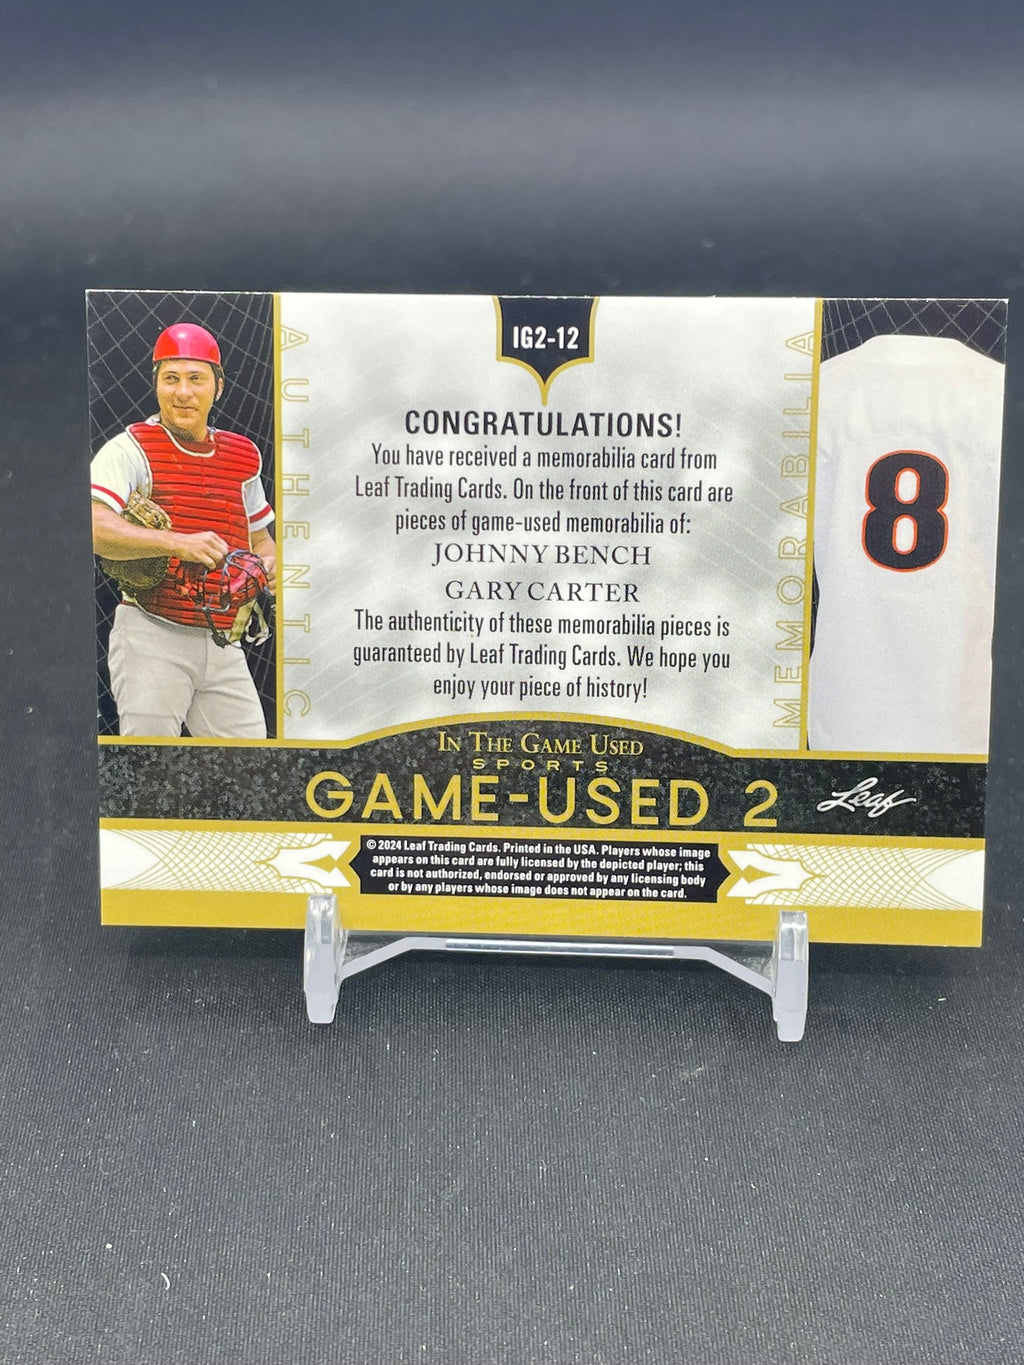 IG2-12
AUTHENTIC
MEMORABILIA
CONGRATULATIONS!
You have received a memorabilia card from
Leaf Trading Cards. On the front of this card are
pieces of game-used memorabilia of:
JOHNNY BENCH
GARY CARTER
The authenticity of these memorabilia pieces is
guaranteed by Leaf Trading Cards. We hope you
enjoy your piece of history!
8
IN THE GAME USED
SPORTS
GAME-USED 2
Leaf
© 2024 Leaf Trading Cards. Printed in the USA. Players whose image
appears on this card are fully licensed by the depicted player; this
card is not authorized, endorsed or approved by any licensing body
or by any players whose image does not appear on the card.